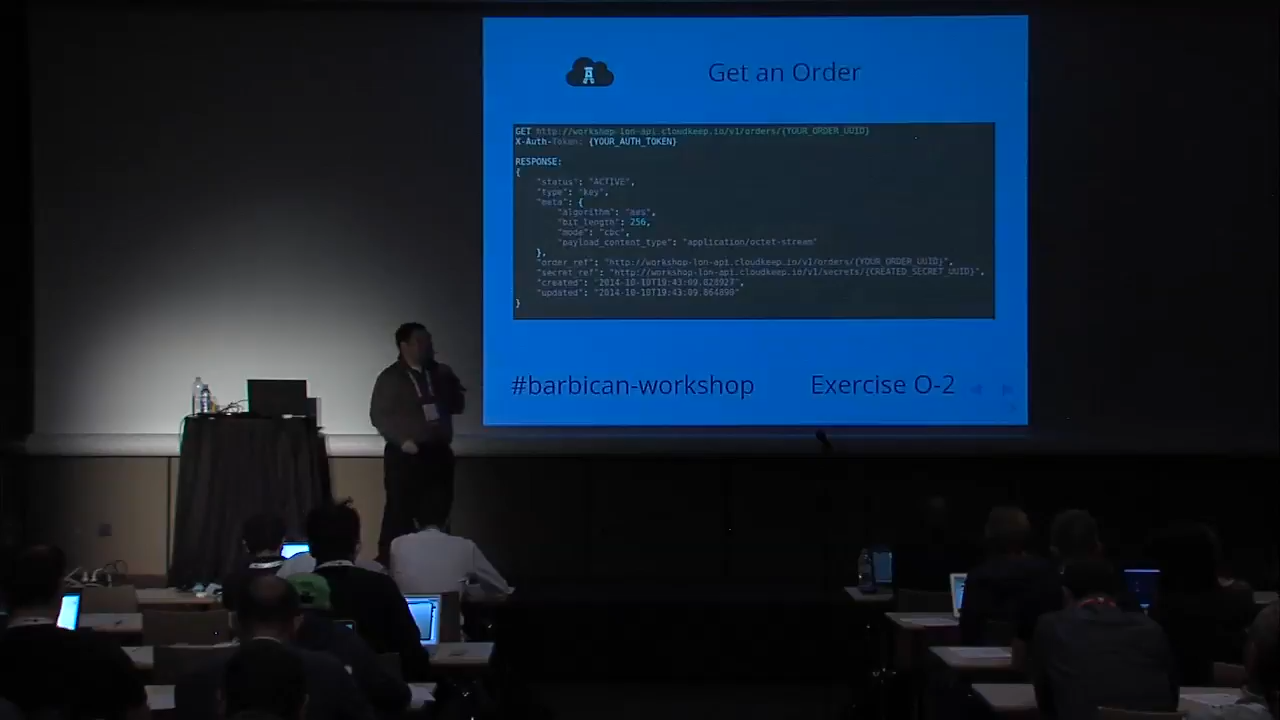 Get an Order
GET http://workshop-lon-api.cloudkeep.io/v1/orders/{YOUR_ORDER_UUID}
X-Auth-Token: {YOUR_AUTH_TOKEN}
RESPONSE:
{
"status": "ACTIVE",
"type": "key",
"meta": {
"algorithm": "aes",
"bit_length": 256,
"mode": "cbc",
"payload_content_type": "application/octet-stream"
},
"order_ref": "http://workshop-lon-api.cloudkeep.io/v1/orders/{YOUR_ORDER_UUID}",
"secret_ref": "http://workshop-lon-api.cloudkeep.io/v1/secrets/{CREATED_SECRET_UUID}",
"created": "2014-10-10T19:43:09.828927",
"updated": "2014-10-10T19:43:09.864890"
}
#barbican-workshop
Exercise O-2